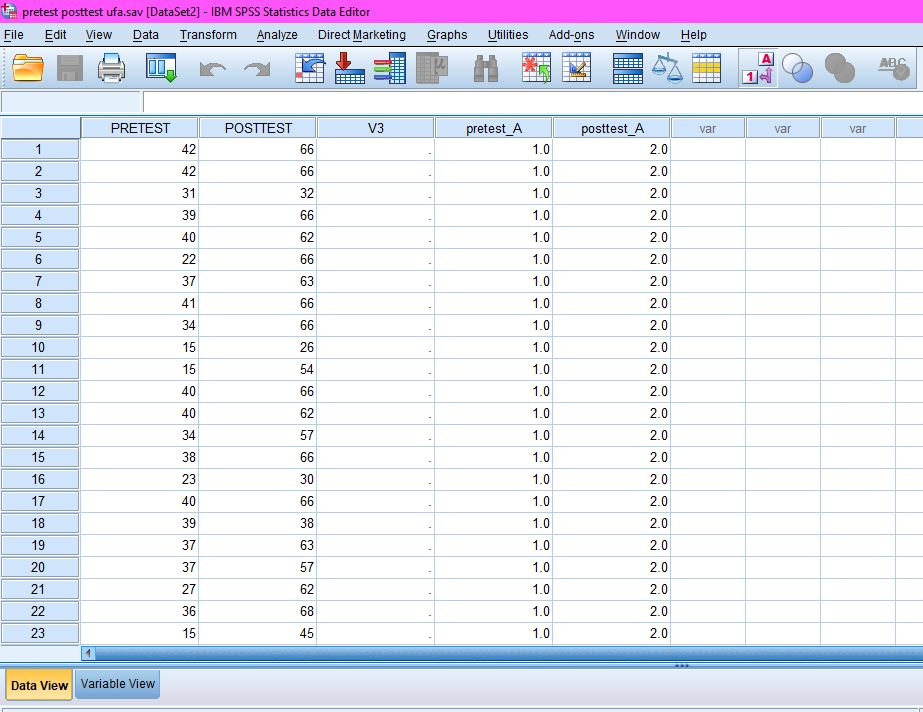 pretest posttest ufa.sav [DataSet2] - IBM SPSS Statistics Data Editor
File Edit View Data Transform Analyze Direct Marketing Graphs Utilities Add-ons Window Help
µ 1 A ABC
PRETEST POSTTEST V3 pretest_A posttest_A var var var
1 42 66 . 1.0 2.0
2 42 66 . 1.0 2.0
3 31 32 . 1.0 2.0
4 39 66 . 1.0 2.0
5 40 62 . 1.0 2.0
6 22 66 . 1.0 2.0
7 37 63 . 1.0 2.0
8 41 66 . 1.0 2.0
9 34 66 . 1.0 2.0
10 15 26 . 1.0 2.0
11 15 54 . 1.0 2.0
12 40 66 . 1.0 2.0
13 40 62 . 1.0 2.0
14 34 57 . 1.0 2.0
15 38 66 . 1.0 2.0
16 23 30 . 1.0 2.0
17 40 66 . 1.0 2.0
18 39 38 . 1.0 2.0
19 37 63 . 1.0 2.0
20 37 57 . 1.0 2.0
21 27 62 . 1.0 2.0
22 36 68 . 1.0 2.0
23 15 45 . 1.0 2.0
Data View Variable View